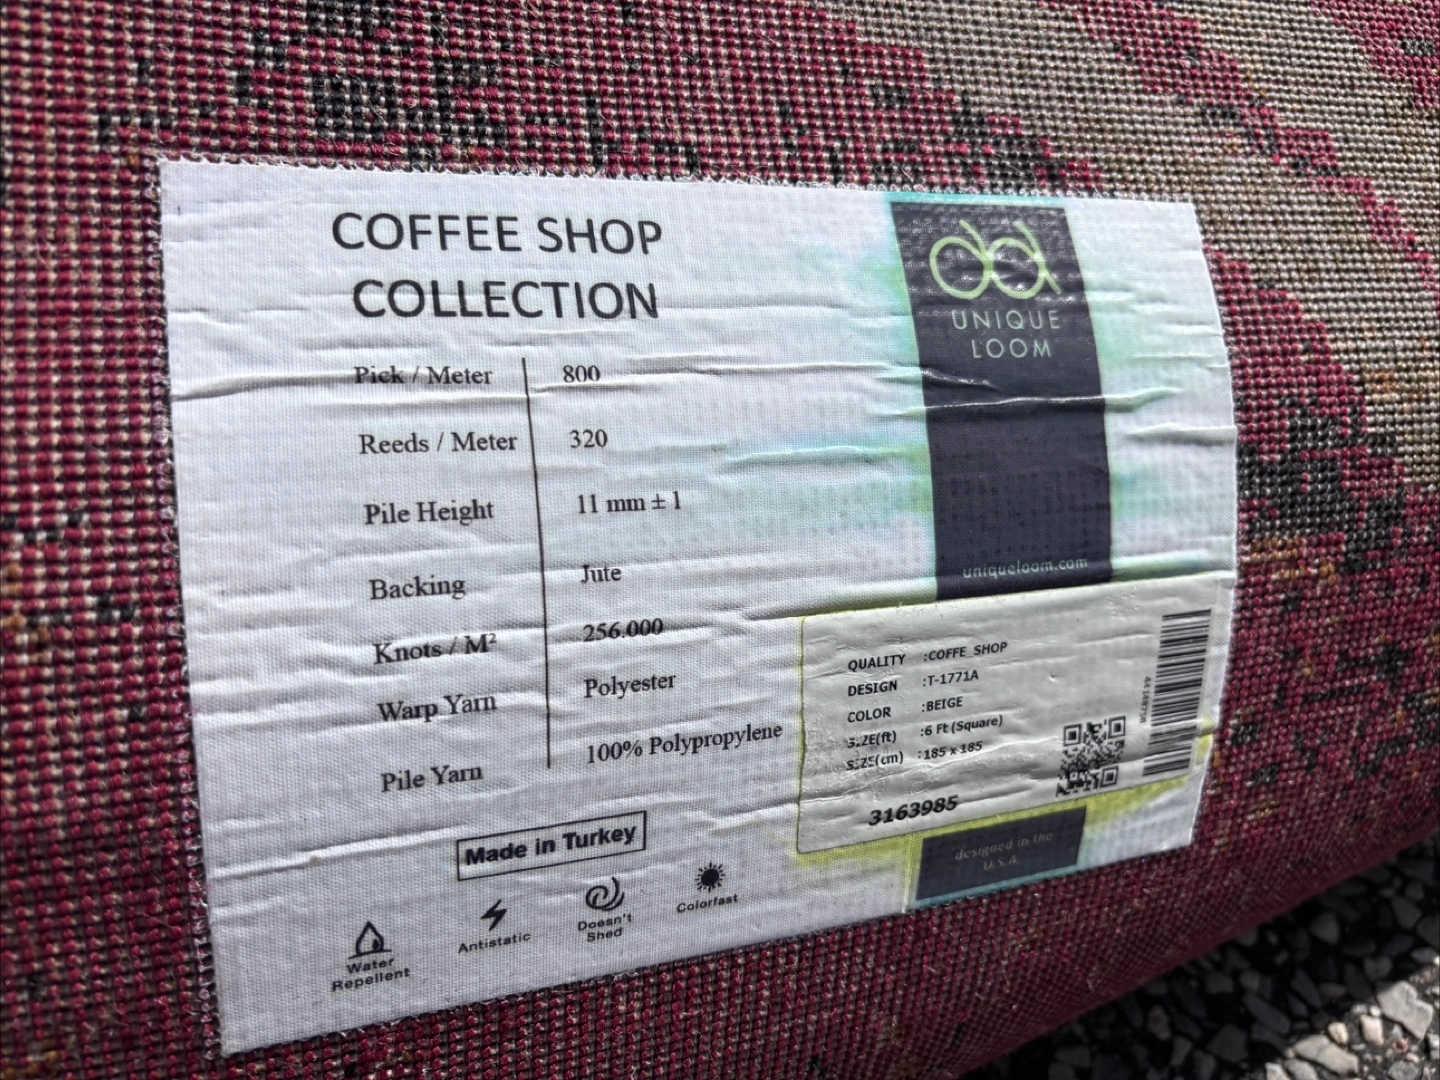 COFFEE SHOP
COLLECTION
Pick / Meter 800
Reeds / Meter 320
Pile Height 11 mm ± 1
Backing Jute
Knots / M² 256.000
Warp Yarn Polyester
Pile Yarn 100% Polypropylene
Made in Turkey
Water
Repellent
Antistatic
Doesn't
Shed
Colorfast
UNIQUE
LOOM
uniqueloom.com
QUALITY :COFFE SHOP
DESIGN :T-1771A
COLOR :BEIGE
SIZE(ft) :6 Ft (Square)
SIZE(cm) :185 x 185
3163985
designed in the
U.S.A.